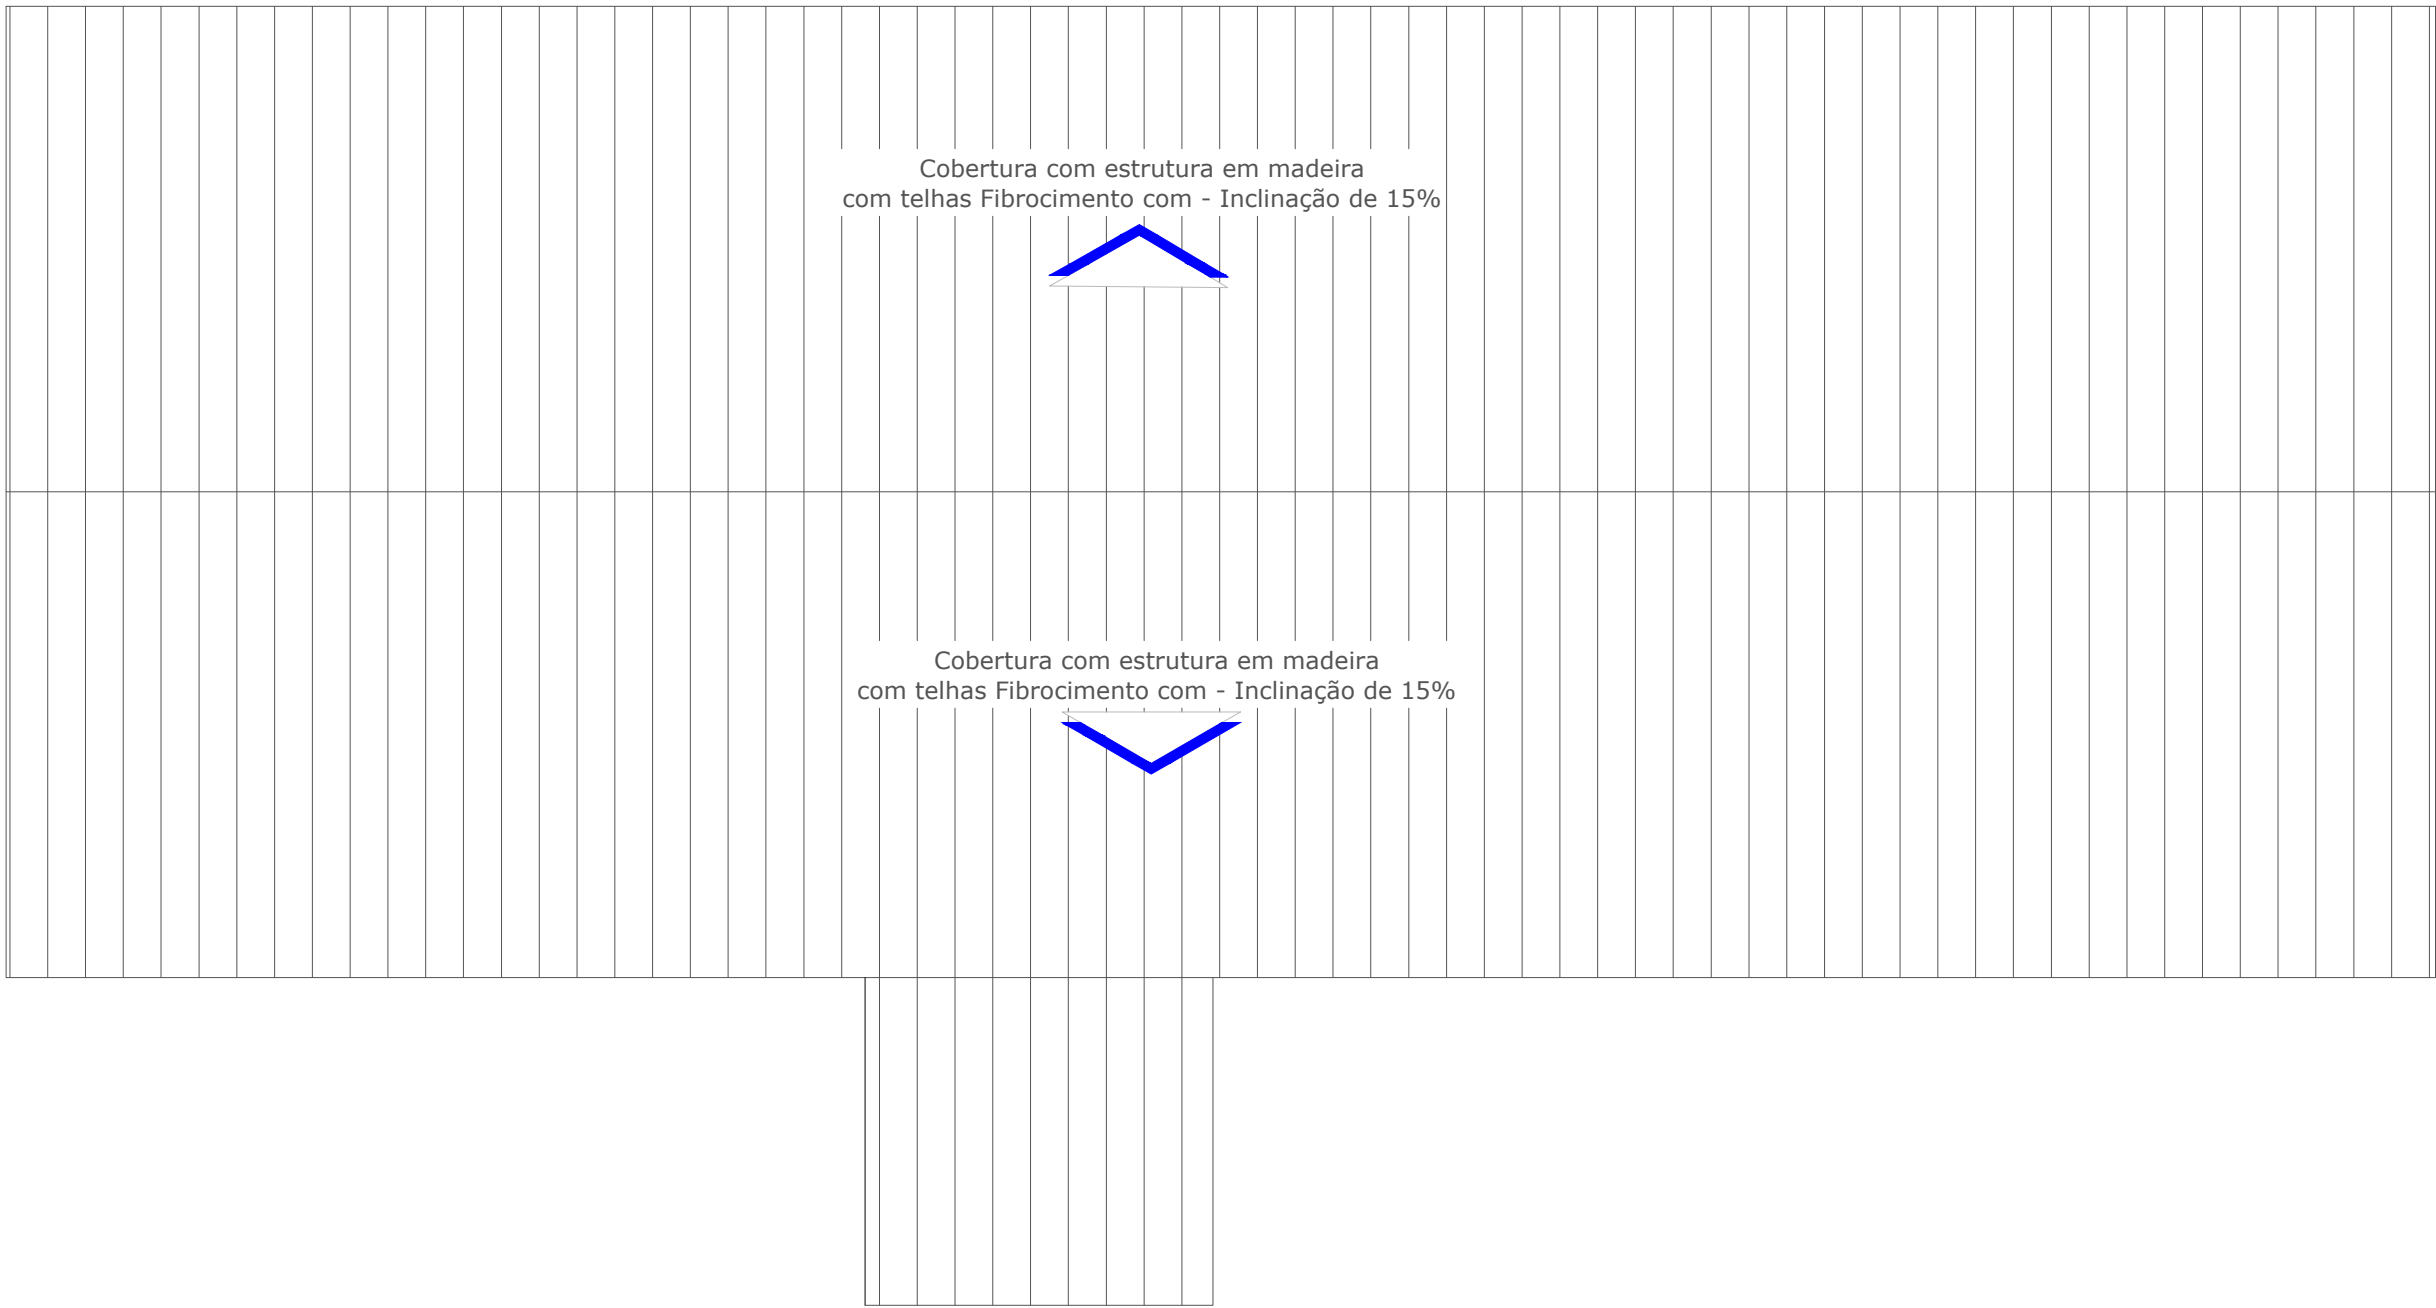 Cobertura com estrutura em madeira
com telhas Fibrocimento com - Inclinação de 15%
Cobertura com estrutura em madeira
com telhas Fibrocimento com - Inclinação de 15%